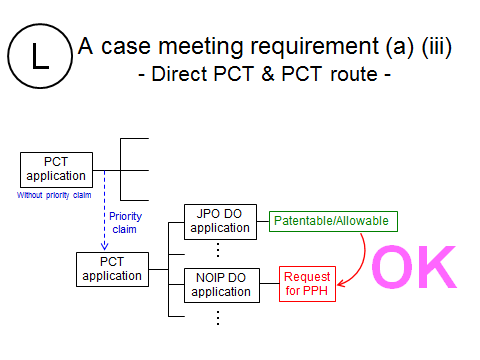 L
A case meeting requirement (a) (iii)
- Direct PCT & PCT route -
PCT
application
Without priority claim
Priority
claim
PCT
application
JPO DO
application
Patentable/Allowable
NOIP DO
application
Request
for PPH
OK